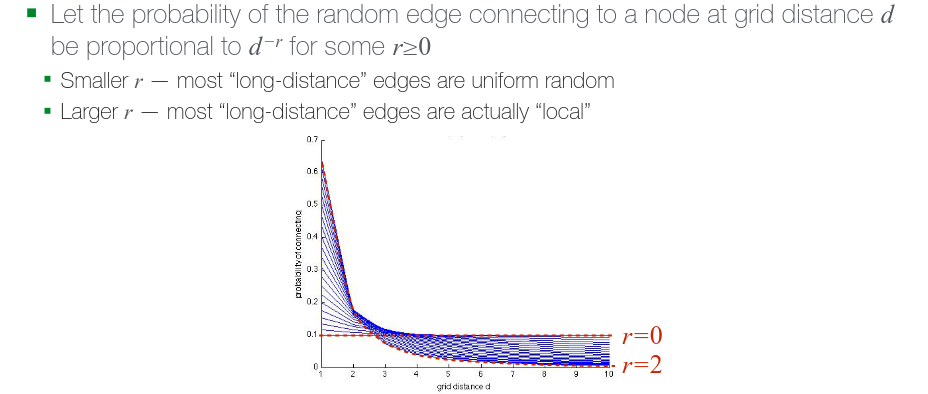 Let the probability of the random edge connecting to a node at grid distance d
be proportional to d⁻ʳ for some r≥0
Smaller r — most “long-distance” edges are uniform random
Larger r — most “long-distance” edges are actually “local”
0.7
0.6
0.5
0.4
0.3
0.2
0.1
0
probability of connecting
1 2 3 4 5 6 7 8 9 10
grid distance d
r=0
r=2